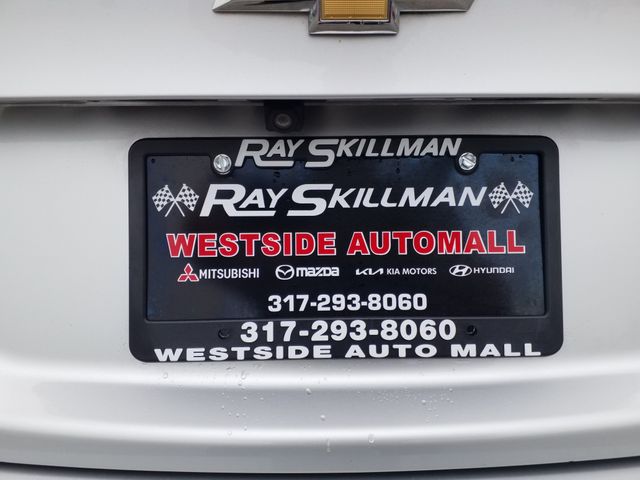 RAY SKILLMAN
RAY SKILLMAN
WESTSIDE AUTOMALL
MITSUBISHI mazda KIA KIA MOTORS HYUNDAI
317-293-8060
317-293-8060
WESTSIDE AUTO MALL